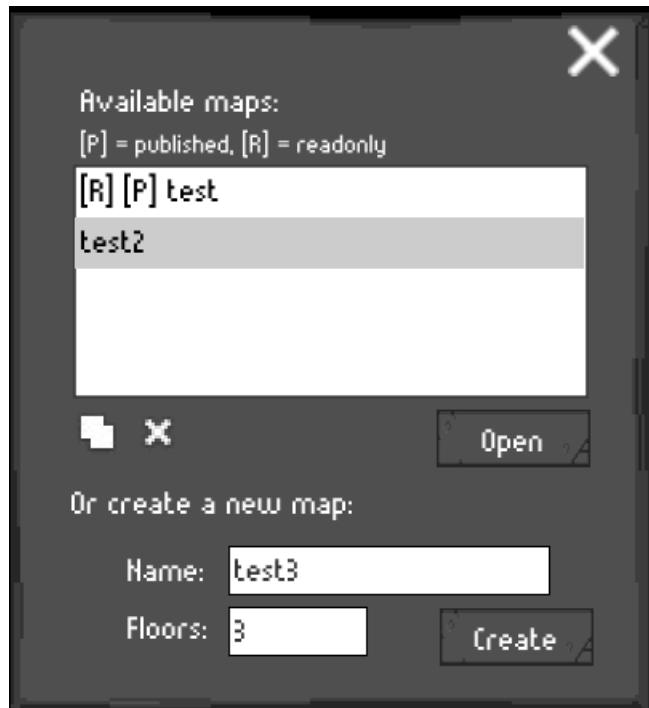 Available maps:
[P] = published, [R] = readonly
[R] [P] test
test2
Open
Or create a new map:
Name: test3
Floors: 3
Create